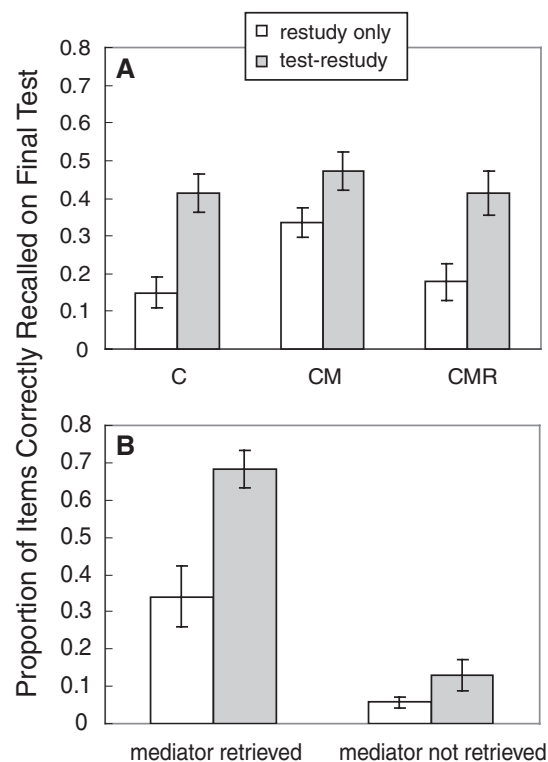 restudy only
test-restudy
Proportion of Items Correctly Recalled on Final Test
A
0.8
0.7
0.6
0.5
0.4
0.3
0.2
0.1
0
C CM CMR
B
0.8
0.7
0.6
0.5
0.4
0.3
0.2
0.1
0
mediator retrieved mediator not retrieved